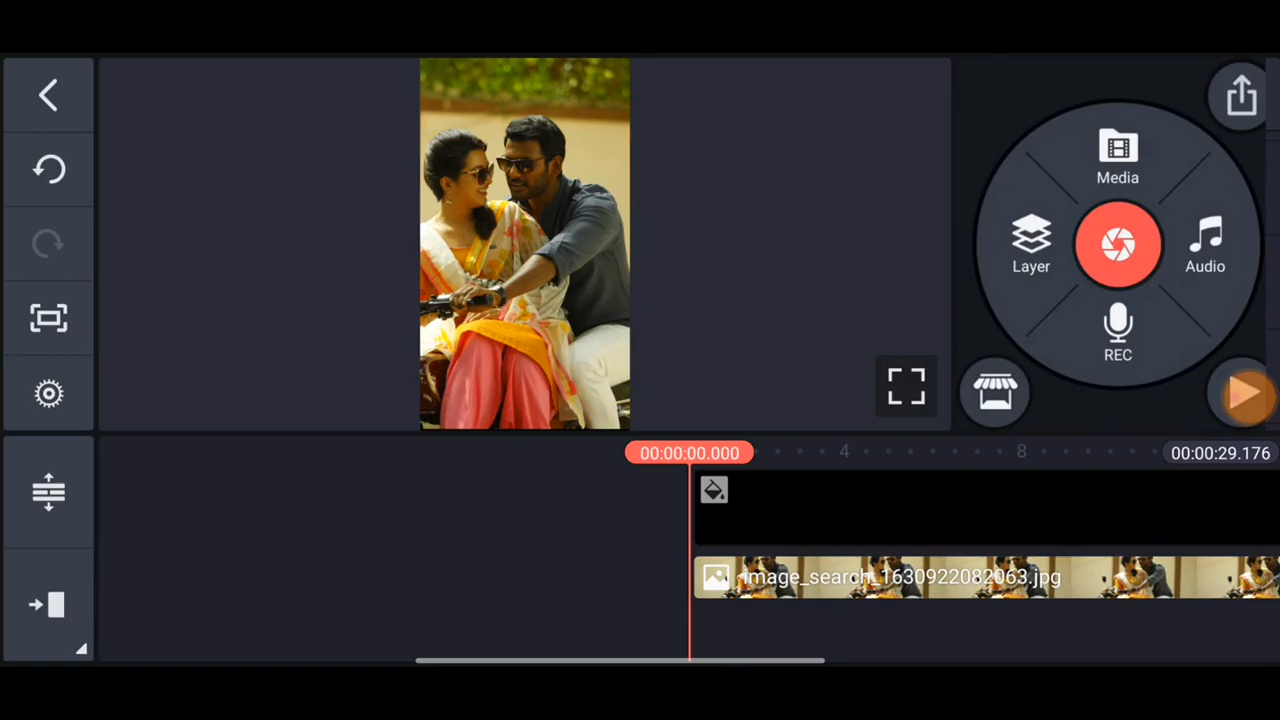 Media
Layer
Audio
REC
00:00:00.000
4
8
00:00:29.176
image_search_1630922082063.jpg